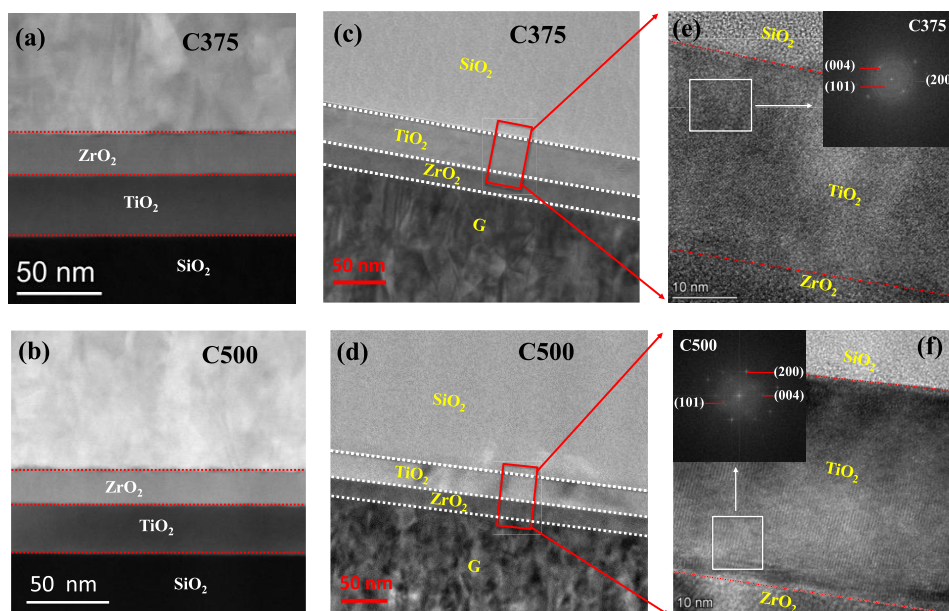 (a)
C375
ZrO₂
TiO₂
SiO₂
50 nm
(c)
C375
SiO₂
TiO₂
ZrO₂
G
50 nm
(e)
SiO₂
C375
(004)
(101)
(200
TiO₂
ZrO₂
10 nm
(b)
C500
ZrO₂
TiO₂
SiO₂
50 nm
(d)
C500
SiO₂
TiO₂
ZrO₂
G
50 nm
C500
(200)
(101)
(004)
SiO₂
(f)
TiO₂
ZrO₂
10 nm